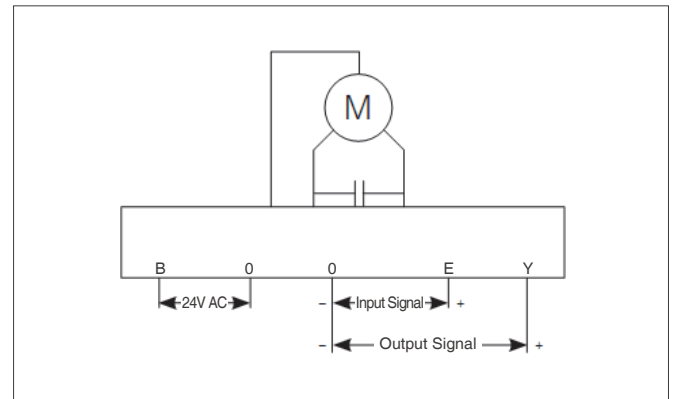 M
B 0 0 E Y
24V AC – Input Signal +
– Output Signal +